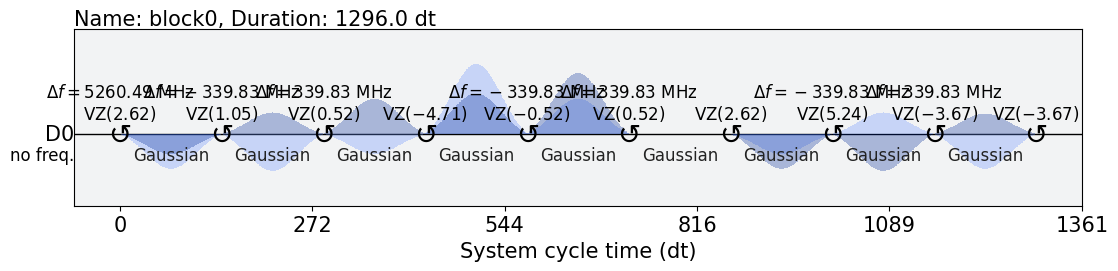 Name: block0, Duration: 1296.0 dt
Δf = 5260.49 MHz Δf = − 339.83 MHz Δf = 339.83 MHz Δf = − 339.83 MHz Δf = 339.83 MHz Δf = − 339.83 MHz Δf = 339.83 MHz
VZ(2.62) VZ(1.05) VZ(0.52) VZ(−4.71) VZ(−0.52) VZ(0.52) VZ(2.62) VZ(5.24) VZ(−3.67) VZ(−3.67)
D0
no freq. Gaussian Gaussian Gaussian Gaussian Gaussian Gaussian Gaussian Gaussian Gaussian
0 272 544 816 1089 1361
System cycle time (dt)